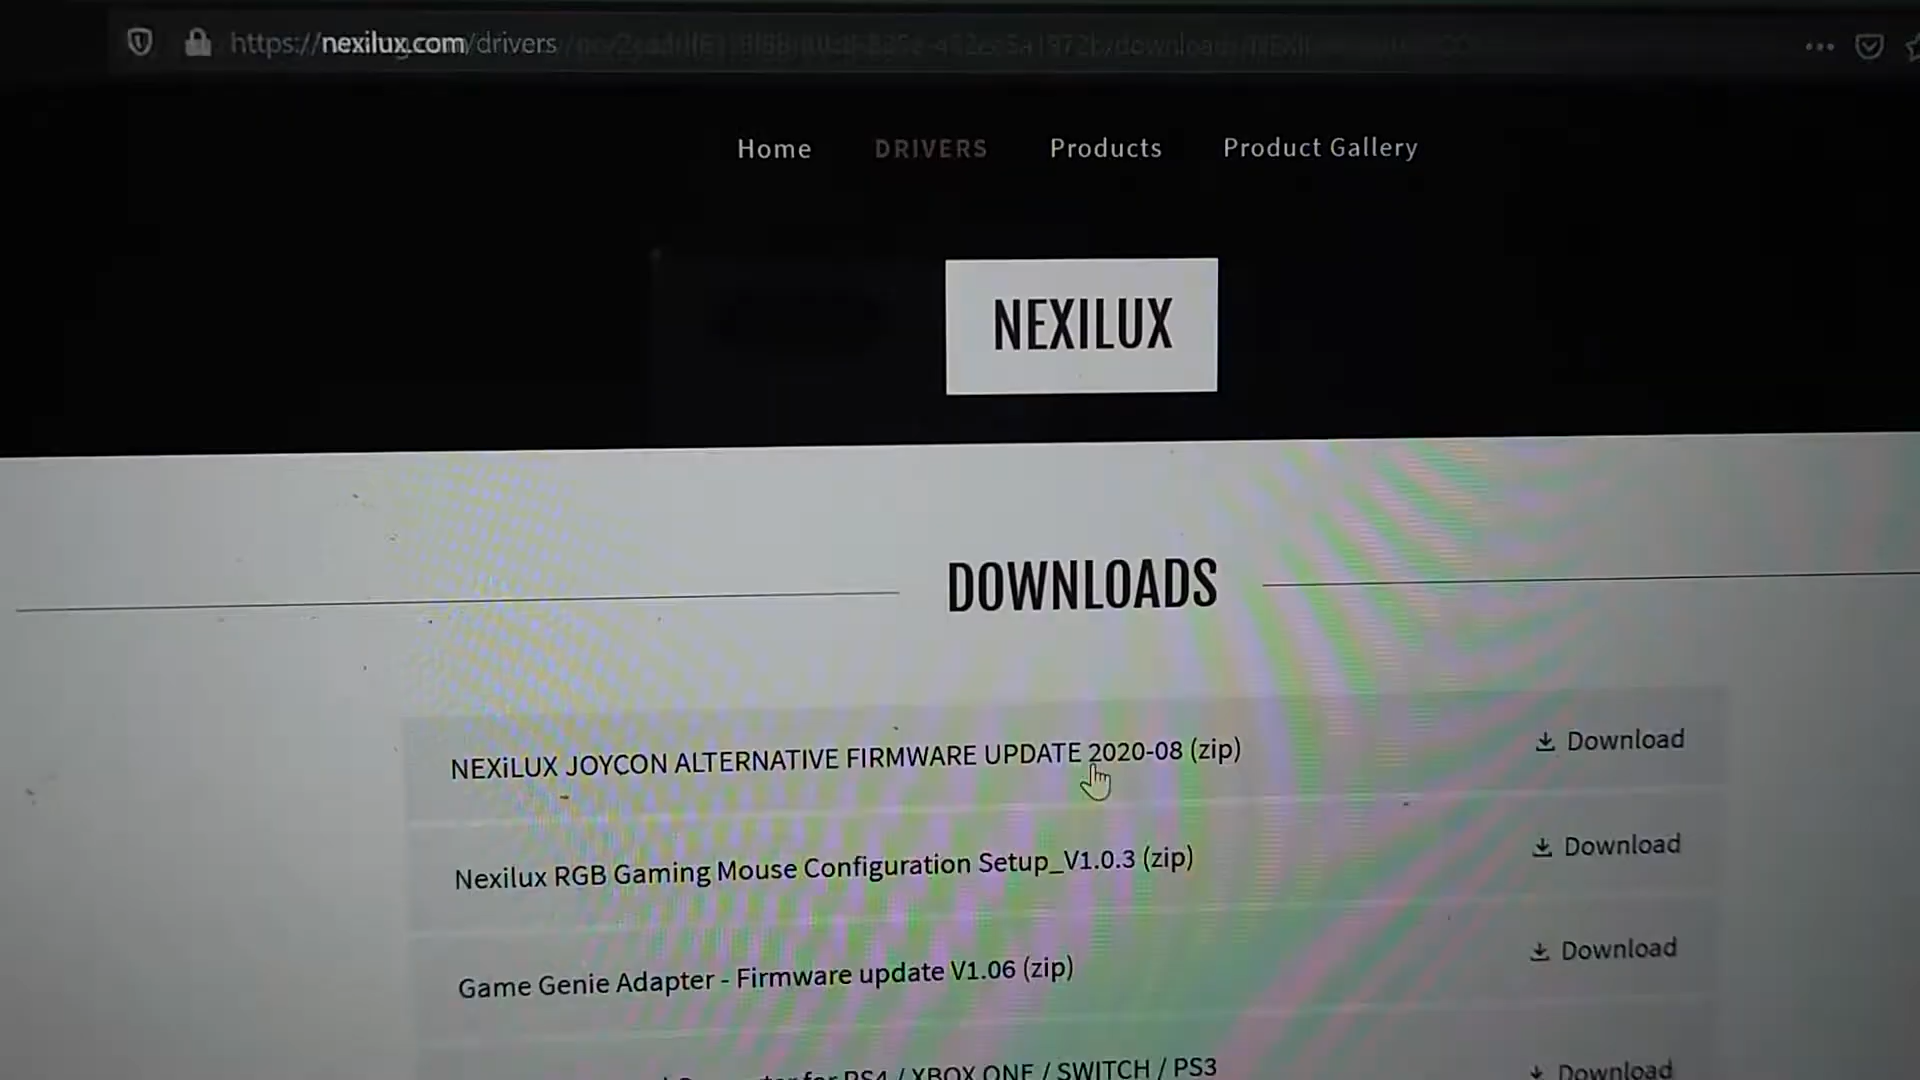 https://nexilux.com/drivers
Home DRIVERS Products Product Gallery
NEXILUX
DOWNLOADS
NEXiLUX JOYCON ALTERNATIVE FIRMWARE UPDATE 2020-08 (zip) Download
Nexilux RGB Gaming Mouse Configuration Setup_V1.0.3 (zip) Download
Game Genie Adapter - Firmware update V1.06 (zip) Download
for PS4 / XBOX ONE / SWITCH / PS3 Download